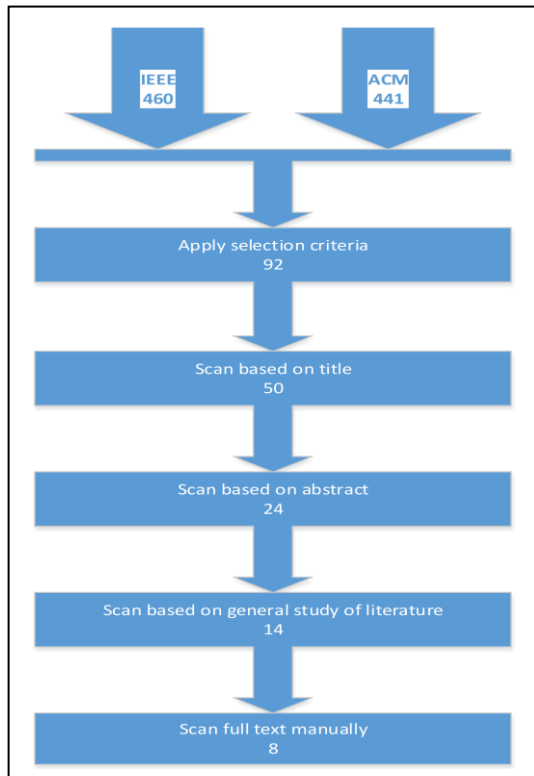 IEEE
460
ACM
441
Apply selection criteria
92
Scan based on title
50
Scan based on abstract
24
Scan based on general study of literature
14
Scan full text manually
8